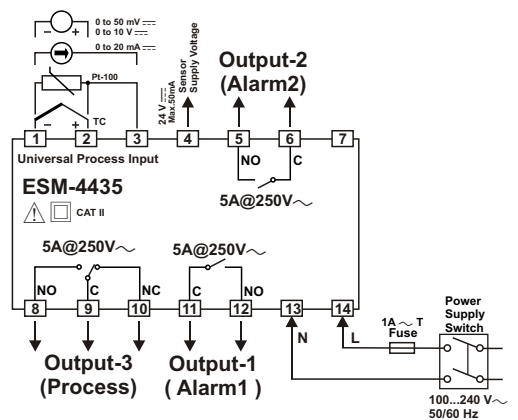 0 to 50 mV
0 to 10 V
- +
0 to 20 mA
Pt-100
TC
- +
24 V
Max.50mA
Sensor
Supply Voltage
Output-2
(Alarm2)
1 2 3 4 5 6 7
Universal Process Input
NO C
ESM-4435
5A@250V~
CAT II
5A@250V~ 5A@250V~
NO C NC C NO
8 9 10 11 12 13 14
N L
1A ~ T
Fuse
Power
Supply
Switch
Output-3
(Process)
Output-1
( Alarm1 )
100...240 V~
50/60 Hz